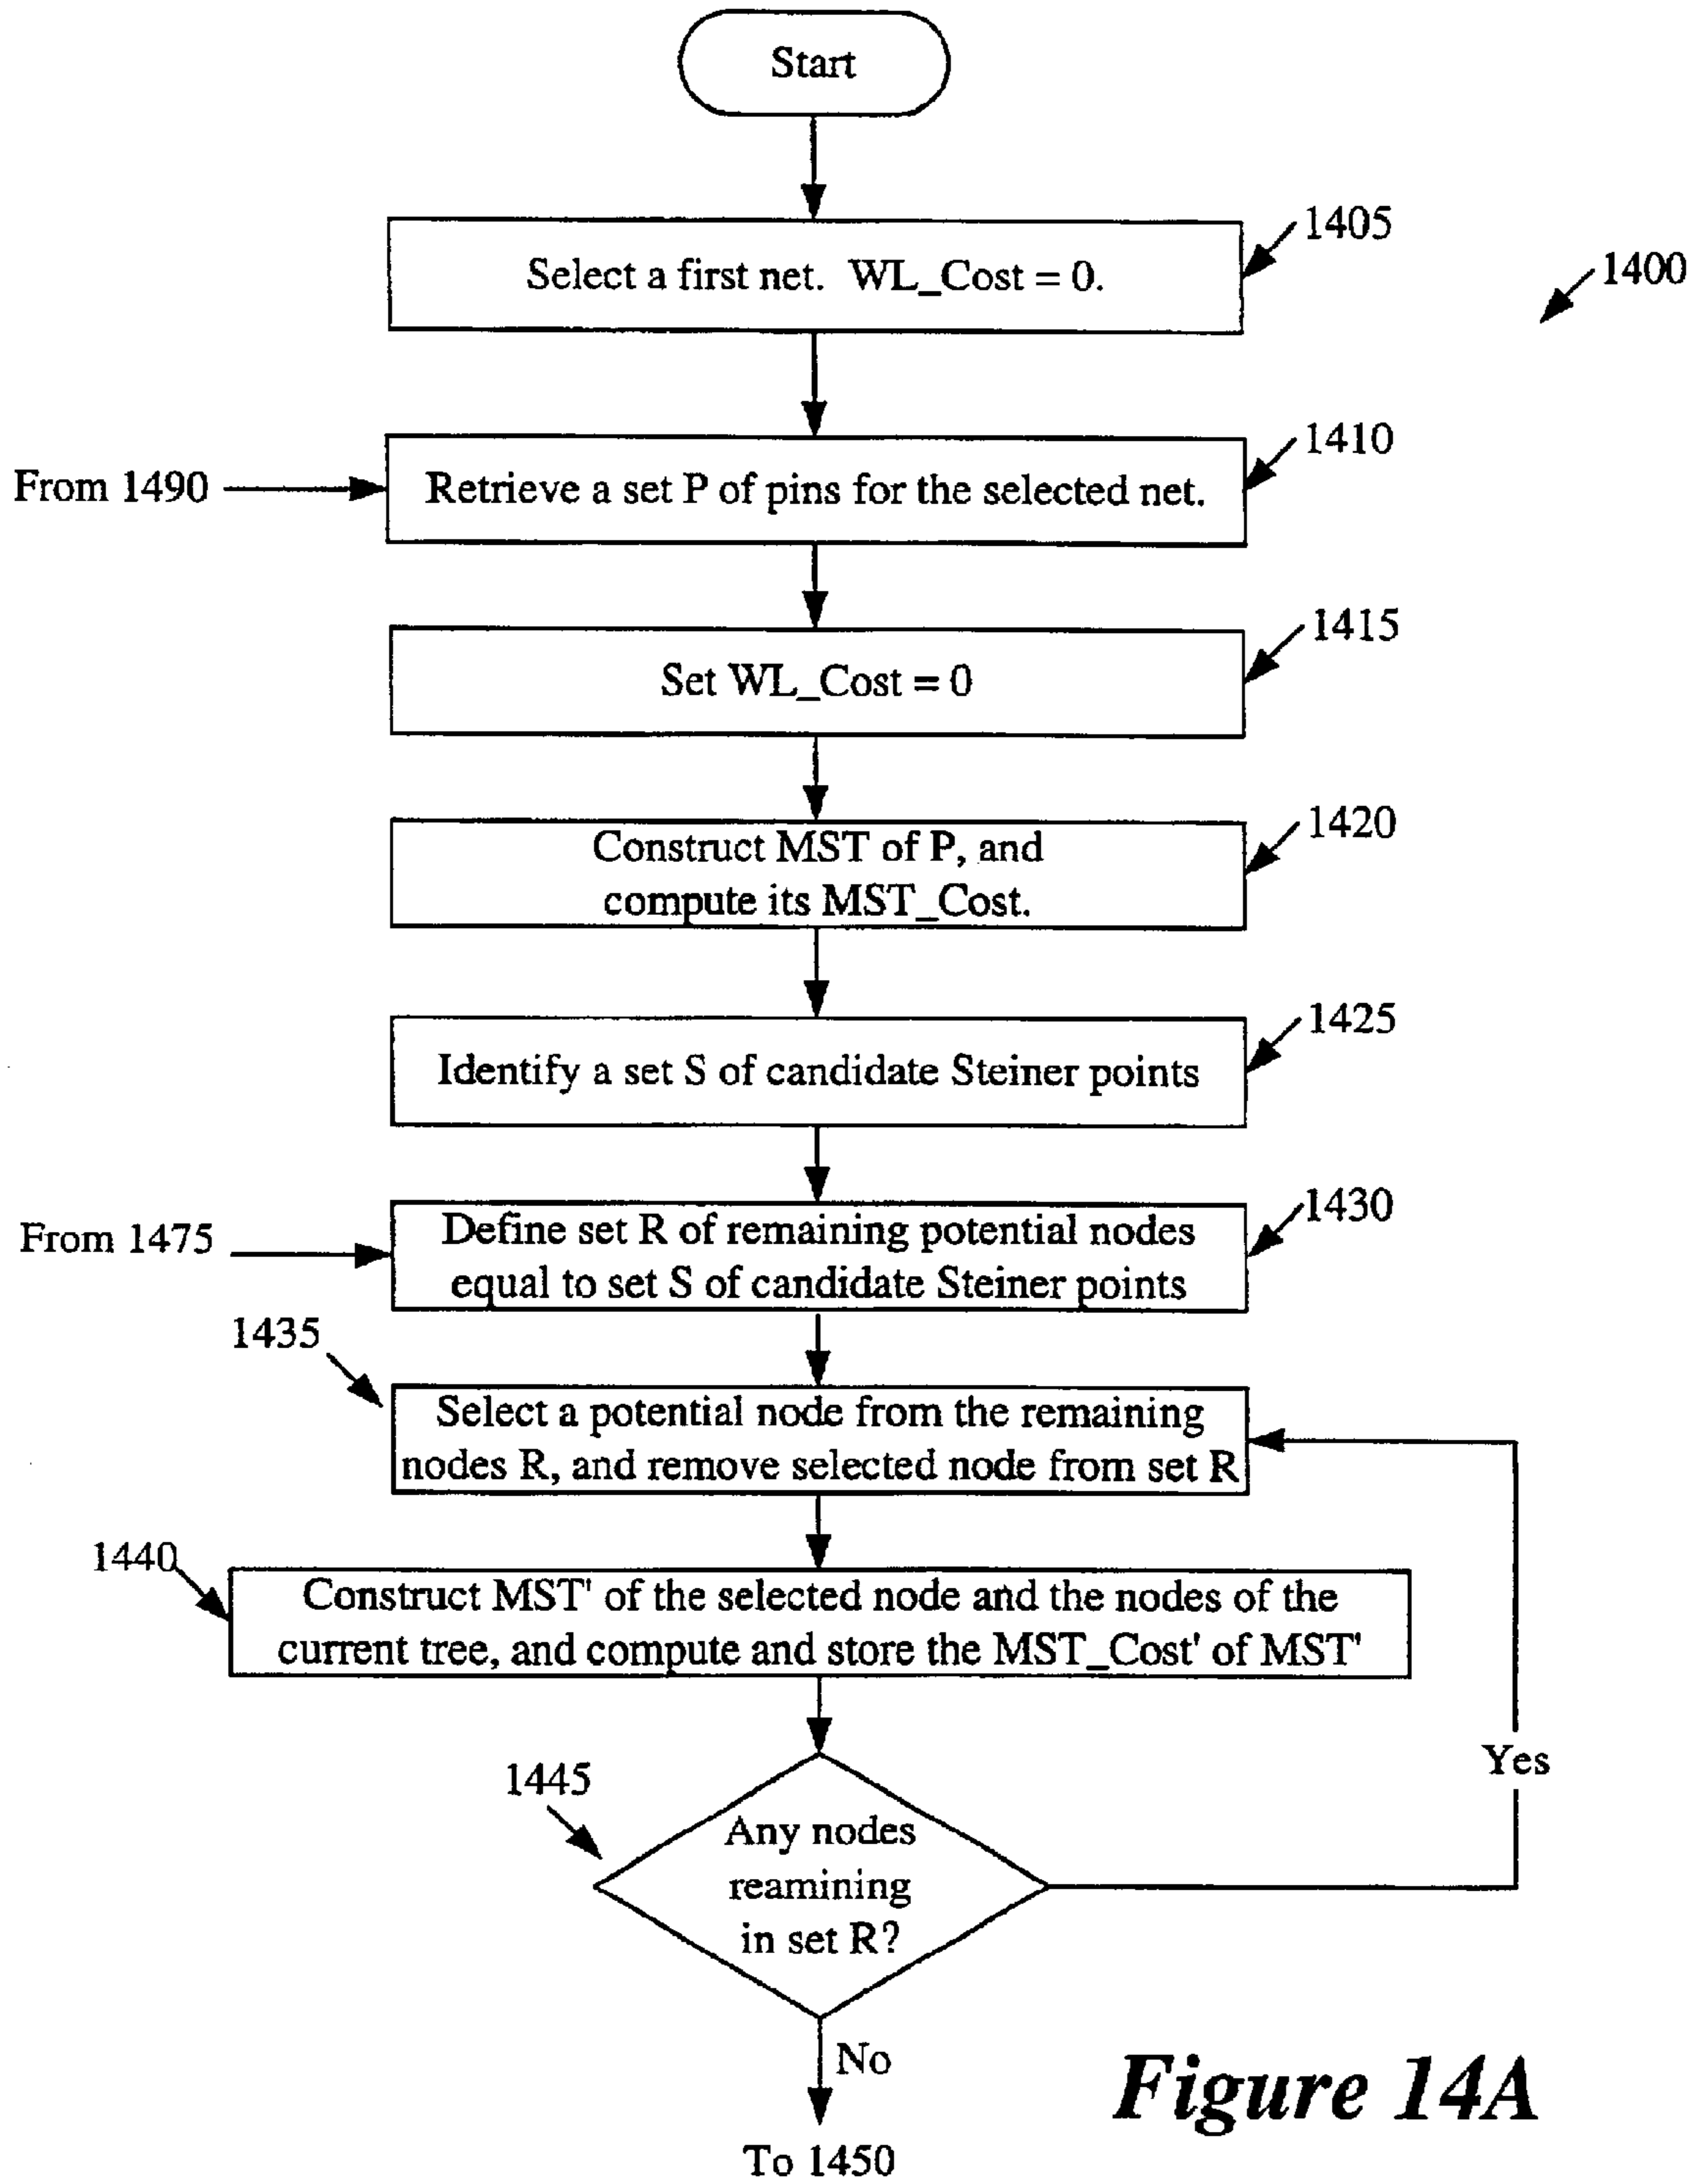 Start
1405
Select a first net. WL_Cost = 0.
1400
1410
From 1490
Retrieve a set P of pins for the selected net.
1415
Set WL_Cost = 0
1420
Construct MST of P, and
compute its MST_Cost.
1425
Identify a set S of candidate Steiner points
1430
From 1475
Define set R of remaining potential nodes
equal to set S of candidate Steiner points
1435
Select a potential node from the remaining
nodes R, and remove selected node from set R
1440
Construct MST' of the selected node and the nodes of the
current tree, and compute and store the MST_Cost' of MST'
Yes
1445
Any nodes
reamining
in set R?
No
To 1450
Figure 14A